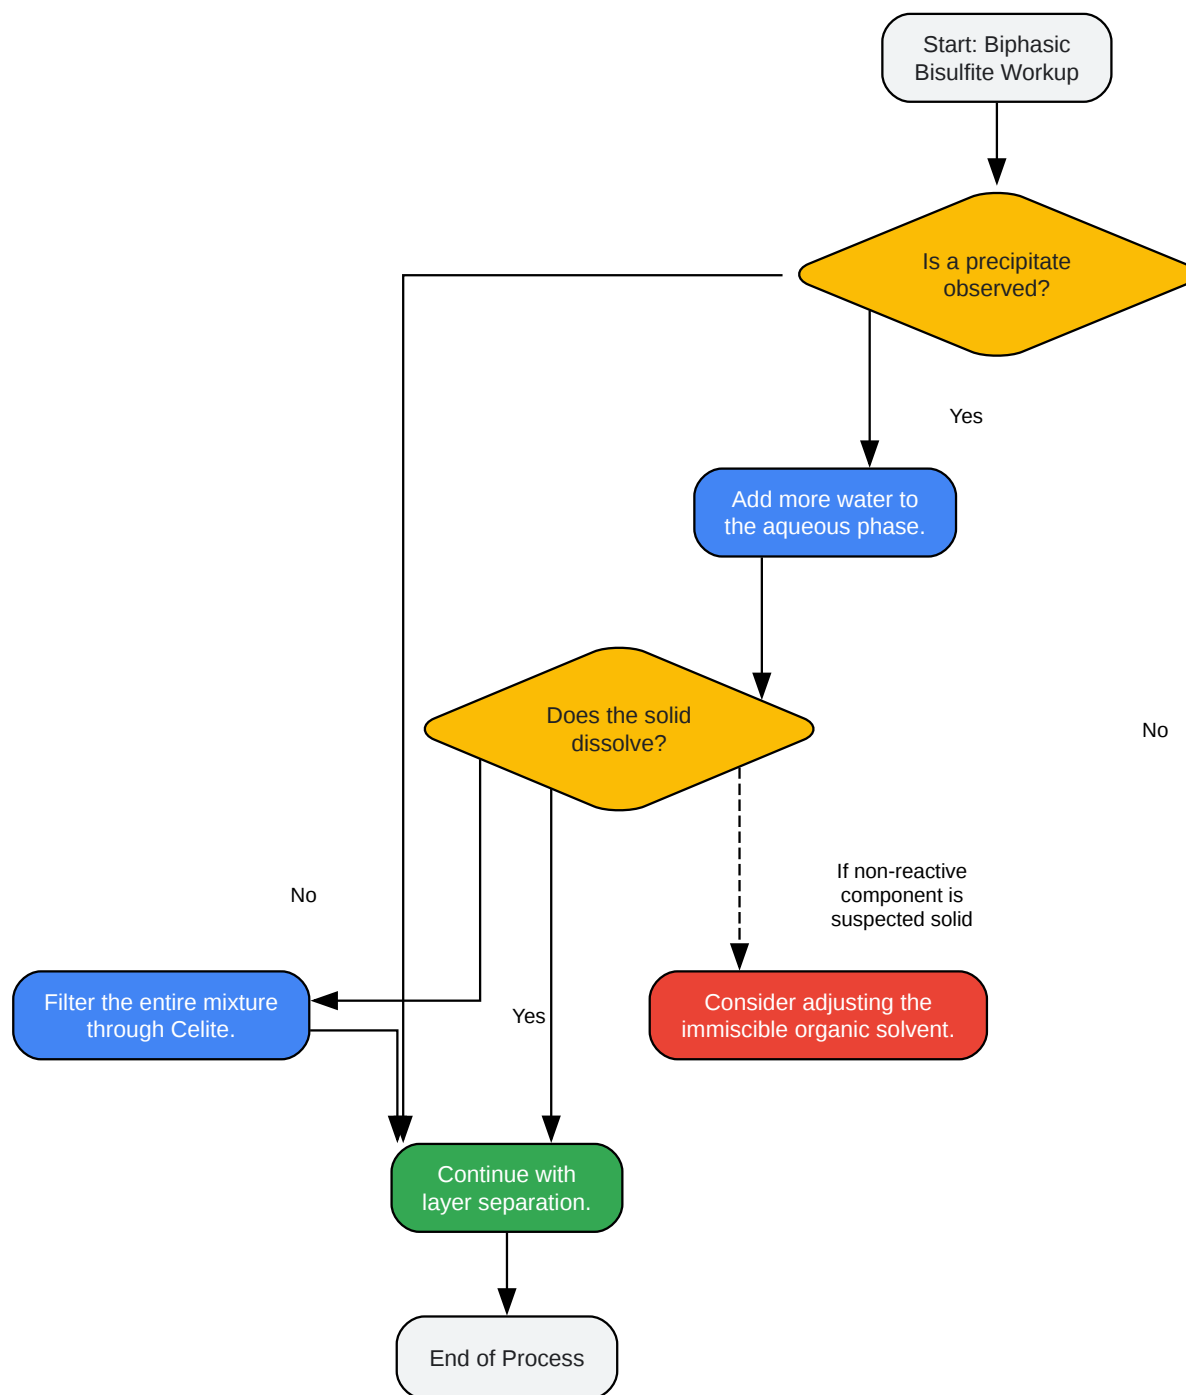 Start: Biphasic
Bisulfite Workup
Is a precipitate
observed?
Yes
Add more water to
the aqueous phase.
Does the solid
dissolve?
No
If non-reactive
component is
suspected solid
No
Filter the entire mixture
through Celite.
Yes
Consider adjusting the
immiscible organic solvent.
Continue with
layer separation.
End of Process